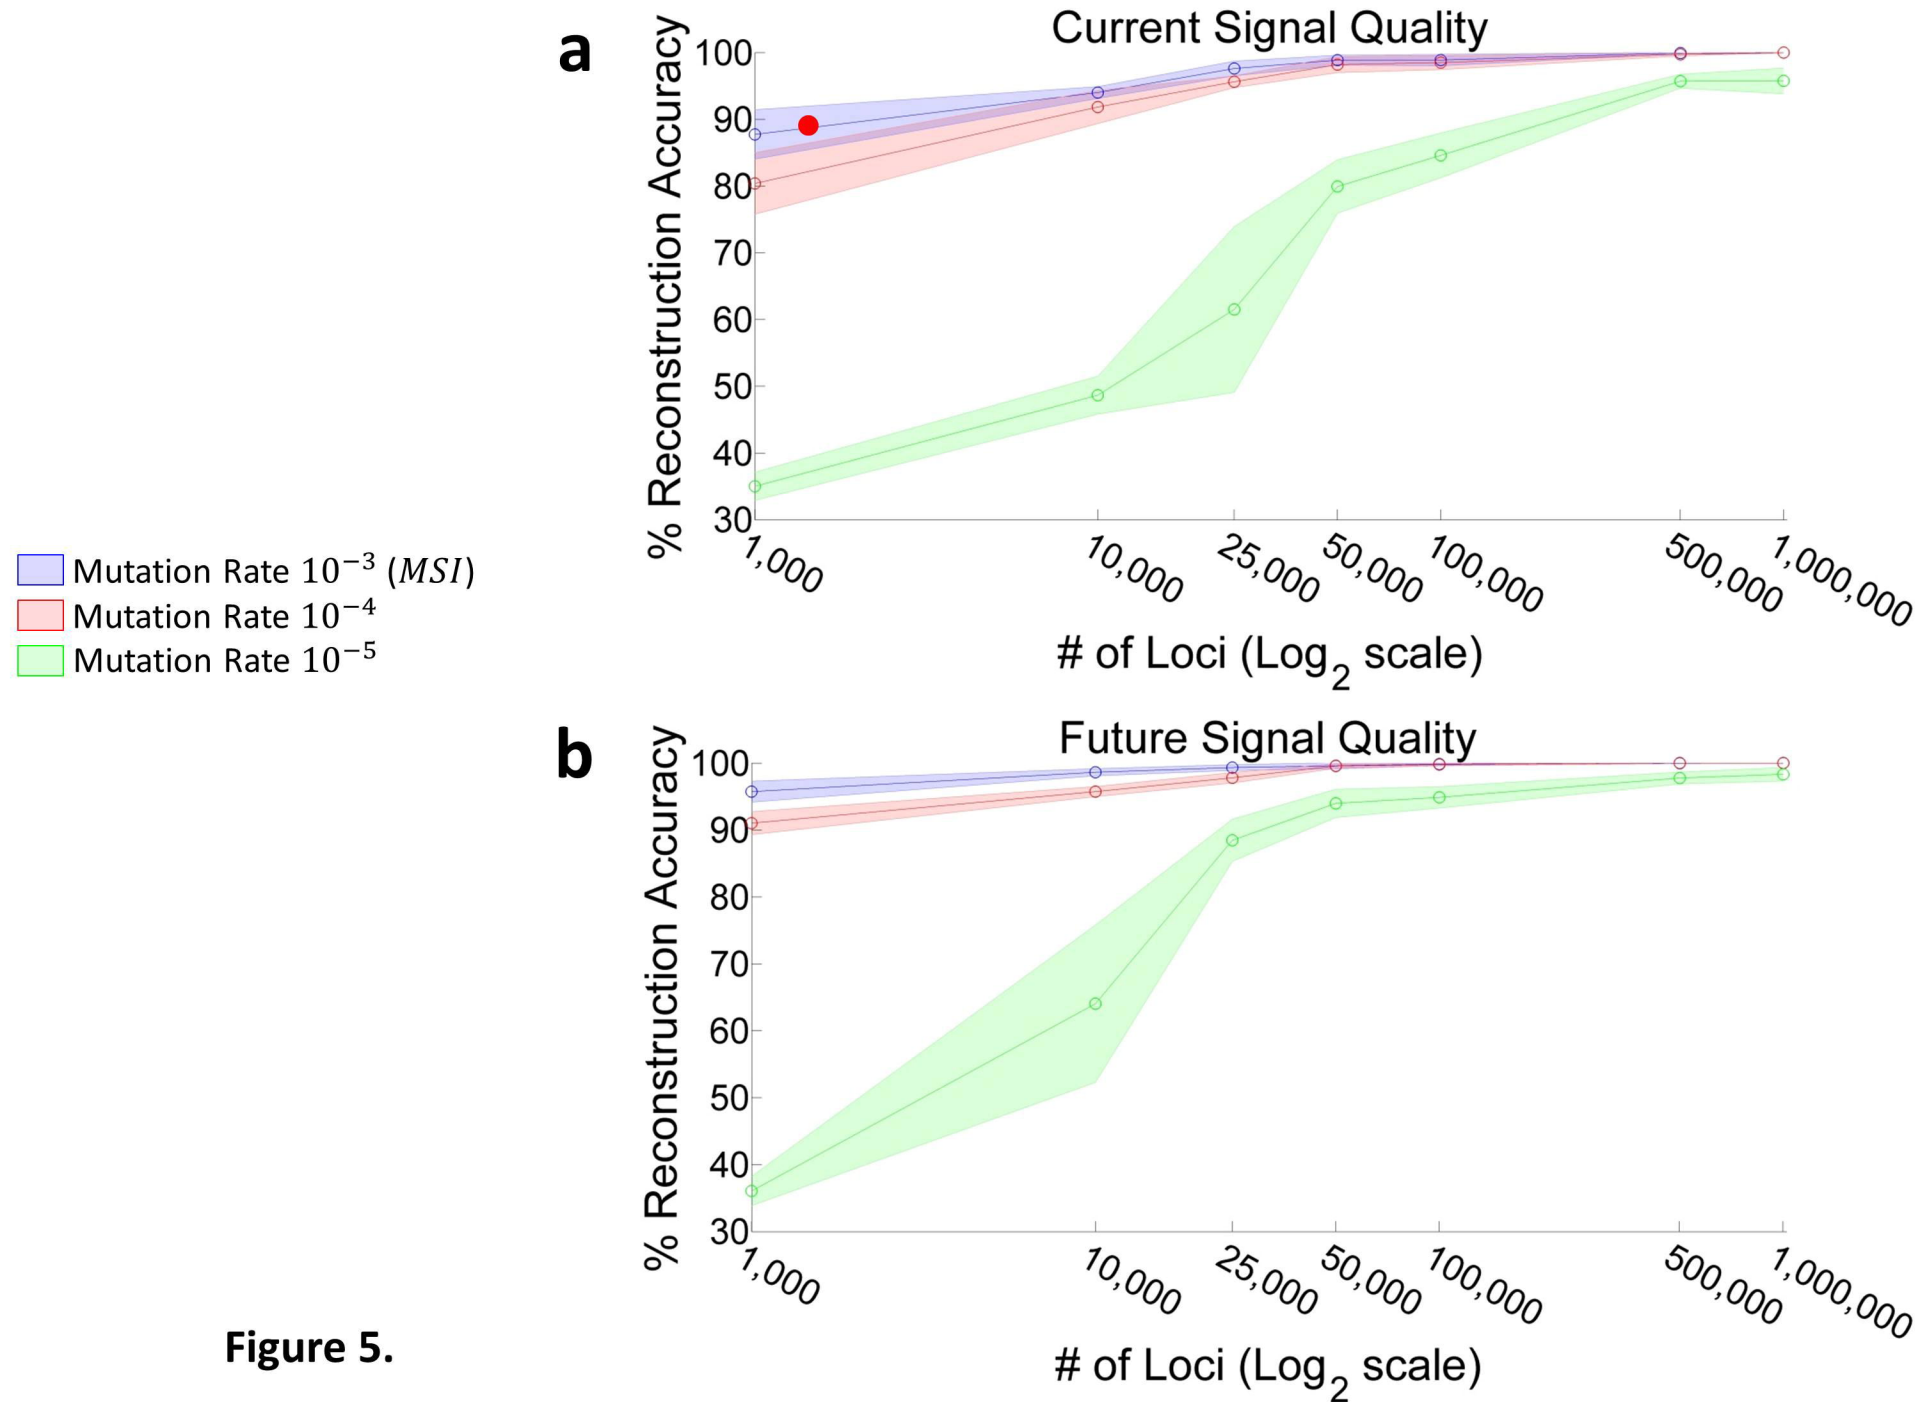 a
Current Signal Quality
% Reconstruction Accuracy
100
90
80
70
60
50
40
30
1,000
10,000
25,000
50,000
100,000
500,000
1,000,000
# of Loci (Log₂ scale)
Mutation Rate 10⁻³ (MSI)
Mutation Rate 10⁻⁴
Mutation Rate 10⁻⁵
b
Future Signal Quality
% Reconstruction Accuracy
100
90
80
70
60
50
40
30
1,000
10,000
25,000
50,000
100,000
500,000
1,000,000
# of Loci (Log₂ scale)
Figure 5.